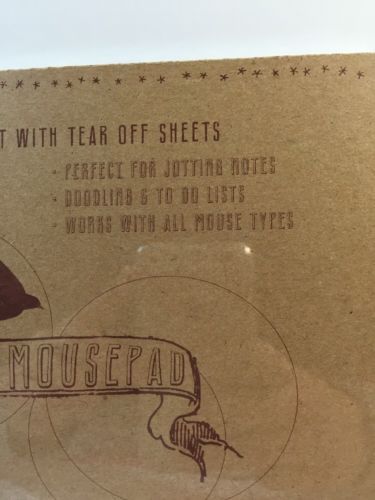 T WITH TEAR OFF SHEETS
· PERFECT FOR JOTTING NOTES
· DOODLING & TO DO LISTS
· WORKS WITH ALL MOUSE TYPES
MOUSEPAD